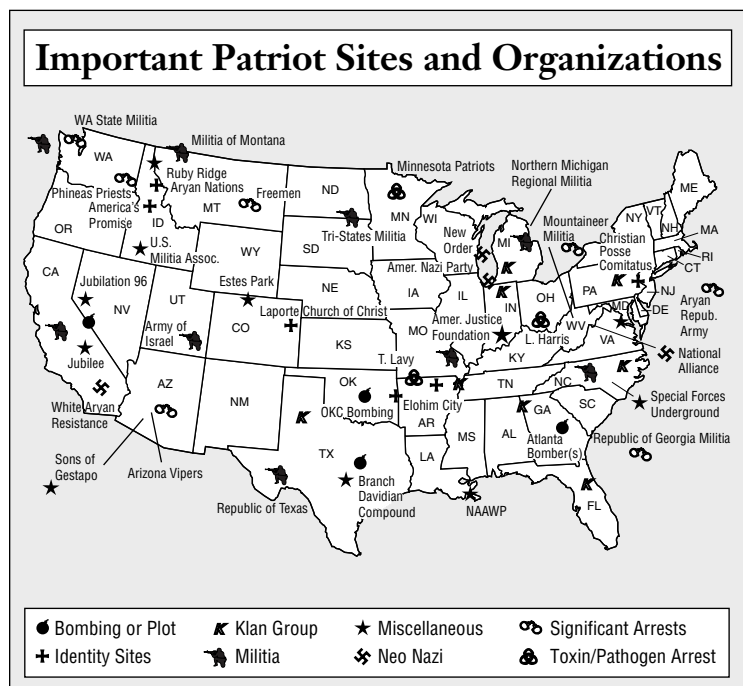 Important Patriot Sites and Organizations
WA State Militia
Militia of Montana
WA
Ruby Ridge
Aryan Nations
Phineas Priests
America's
Promise
Freemen
MT
ID
OR
U.S.
Militia Assoc.
ND
Minnesota Patriots
MN
Tri-States Militia
SD
WY
WI
Northern Michigan
Regional Militia
New
Order
MI
Amer. Nazi Party
Mountaineer
Militia
Christian
Posse
Comitatus
NY
VT
NH
ME
MA
RI
CT
NJ
DE
MD
PA
Aryan
Repub.
Army
CA
Jubilation 96
NV
UT
Estes Park
NE
IA
IL
IN
OH
WV
VA
Laporte Church of Christ
CO
Army of
Israel
Jubilee
KS
MO
Amer. Justice
Foundation
L. Harris
KY
National
Alliance
T. Lavy
White Aryan
Resistance
AZ
NM
OK
OKC Bombing
Elohim City
AR
TN
NC
Special Forces
Underground
SC
Sons of
Gestapo
Arizona Vipers
TX
Republic of Texas
Branch
Davidian
Compound
LA
MS
AL
GA
Atlanta
Bomber(s)
Republic of Georgia Militia
NAAWP
FL
Bombing or Plot
Klan Group
Miscellaneous
Significant Arrests
Identity Sites
Militia
Neo Nazi
Toxin/Pathogen Arrest